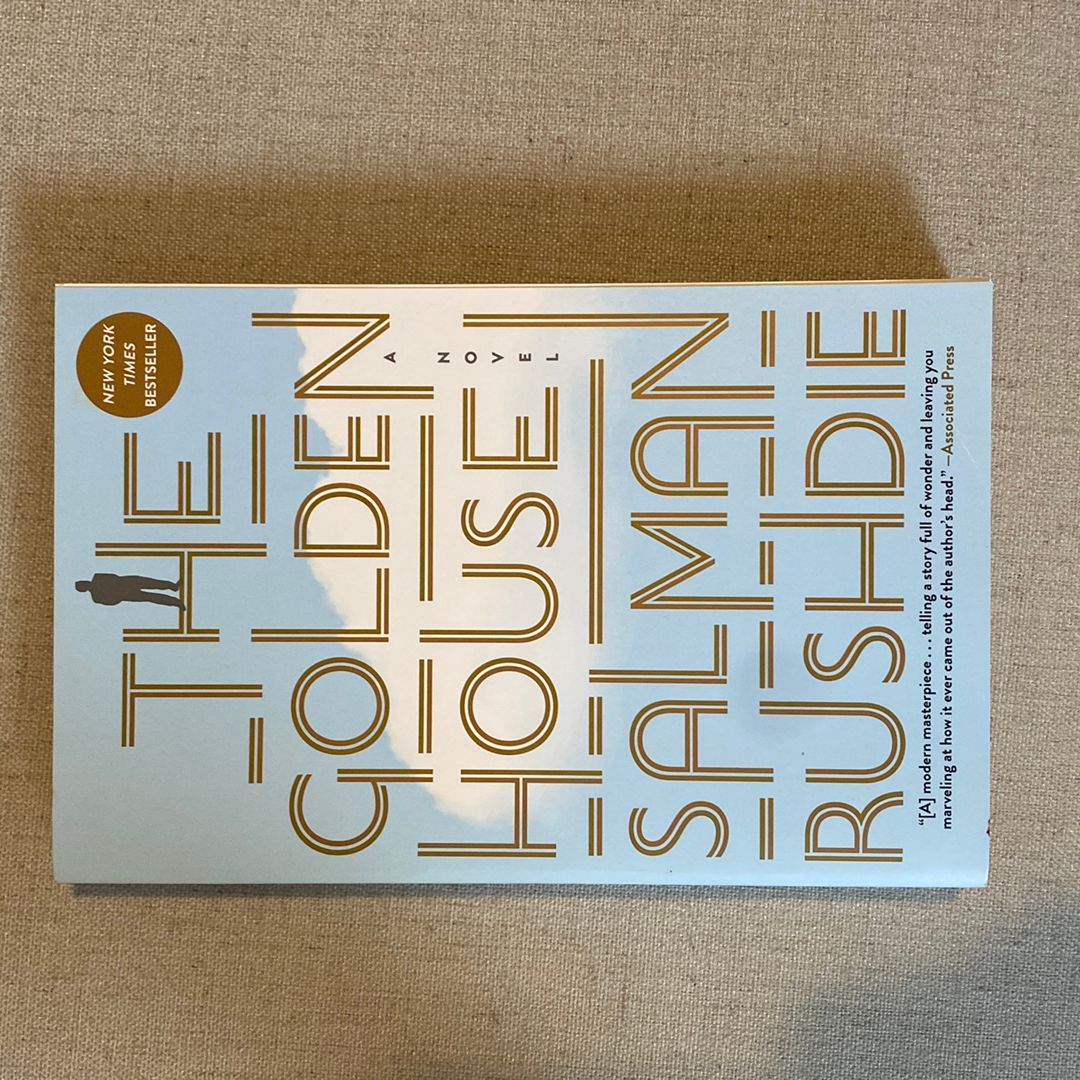 NEW YORK
TIMES
BESTSELLER
THE
GOLDEN
A NOVEL
HOUSE
SALMAN
RUSHDIE
“[A] modern masterpiece . . . telling a story full of wonder and leaving you
marveling at how it ever came out of the author’s head.” —Associated Press